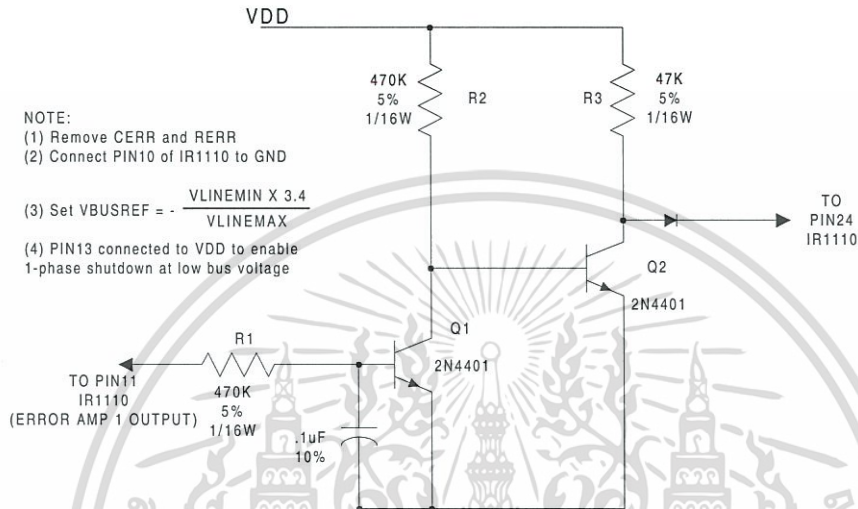 VDD
470K
5%
1/16W
R2
R3
47K
5%
1/16W
NOTE:
(1) Remove CERR and RERR
(2) Connect PIN10 of IR1110 to GND
(3) Set VBUSREF = - VLINEMIN X 3.4
VLINEMAX
(4) PIN13 connected to VDD to enable
1-phase shutdown at low bus voltage
TO
PIN24
IR1110
Q2
2N4401
R1
Q1
2N4401
TO PIN11
IR1110
(ERROR AMP 1 OUTPUT)
470K
5%
1/16W
.1uF
10%